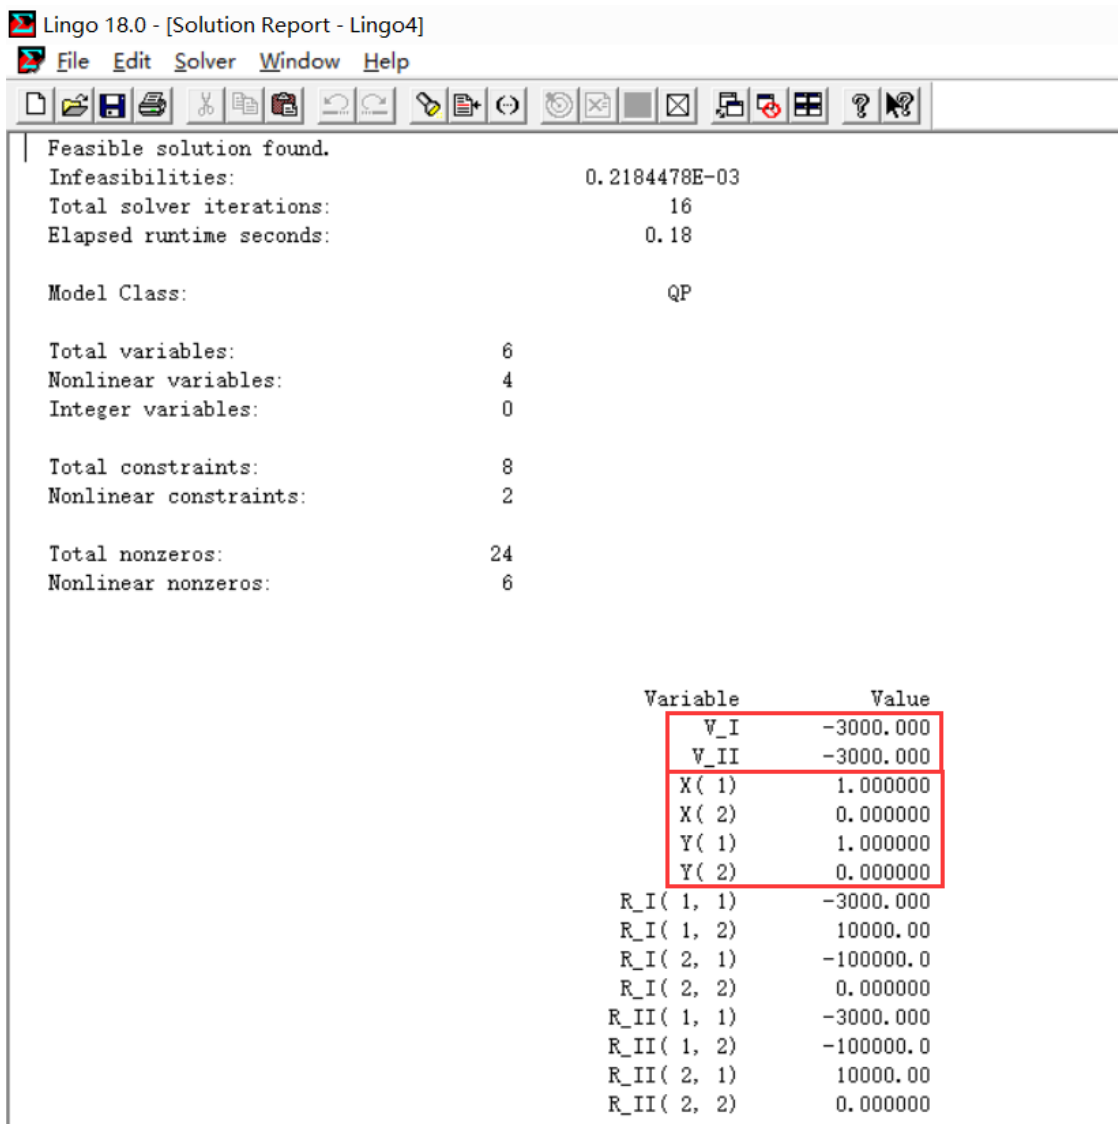 Lingo 18.0 - [Solution Report - Lingo4]
File Edit Solver Window Help
Feasible solution found.
Infeasibilities: 0.2184478E-03
Total solver iterations: 16
Elapsed runtime seconds: 0.18
Model Class: QP
Total variables: 6
Nonlinear variables: 4
Integer variables: 0
Total constraints: 8
Nonlinear constraints: 2
Total nonzeros: 24
Nonlinear nonzeros: 6
Variable Value
V_I -3000.000
V_II -3000.000
X( 1) 1.000000
X( 2) 0.000000
Y( 1) 1.000000
Y( 2) 0.000000
R_I( 1, 1) -3000.000
R_I( 1, 2) 10000.00
R_I( 2, 1) -100000.0
R_I( 2, 2) 0.000000
R_II( 1, 1) -3000.000
R_II( 1, 2) -100000.0
R_II( 2, 1) 10000.00
R_II( 2, 2) 0.000000